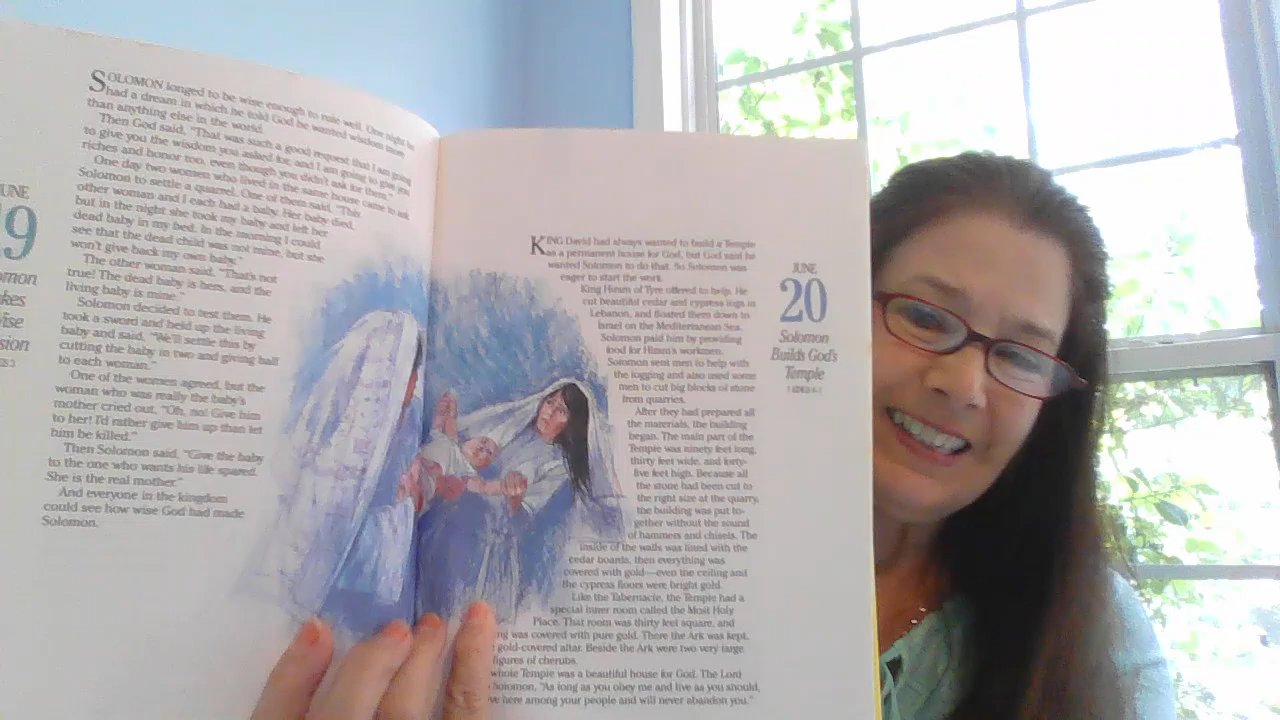 JUNE
19
Solomon
Makes
Wise
Decision
SOLOMON longed to be wise enough to rule well. One night he
had a dream in which he told God he wanted wisdom more
than anything else in the world.
Then God said, "That was such a good request that I am going
to give you the wisdom you asked for, and I am going to give you
riches and honor too, even though you didn't ask for them."
One day two women who lived in the same house came to ask
Solomon to settle a quarrel. One of them said, "This
other woman and I each had a baby. Her baby died,
but in the night she took my baby and left her
dead baby in my bed. In the morning I could
see that the dead child was not mine, but she
won't give back my own baby."
The other woman said, "That's not
true! The dead baby is hers, and the
living baby is mine."
Solomon decided to test them. He
took a sword and held up the living
baby and said, "We'll settle this by
cutting the baby in two and giving half
to each woman."
One of the women agreed, but the
woman who was really the baby's
mother cried out, "Oh, no! Give him
to her! I'd rather give him up than let
him be killed."
Then Solomon said, "Give the baby
to the one who wants his life spared.
She is the real mother."
And everyone in the kingdom
could see how wise God had made
Solomon.
KING David had always wanted to build a Temple
as a permanent house for God, but God said he
wanted Solomon to do that. So Solomon was
eager to start the work.
King Hiram of Tyre offered to help. He
cut beautiful cedar and cypress logs in
Lebanon, and floated them down to
Israel on the Mediterranean Sea.
Solomon paid him by providing
food for Hiram's workmen.
Solomon sent men to help with
the logging and also used some
men to cut big blocks of stone
from quarries.
After they had prepared all
the materials, the building
began. The main part of the
Temple was ninety feet long,
thirty feet wide, and forty-
five feet high. Because all
the stone had been cut to
the right size at the quarry,
the building was put to-
gether without the sound
of hammers and chisels. The
inside of the walls was lined with the
cedar boards, then everything was
covered with gold—even the ceiling and
the cypress floors were bright gold.
Like the Tabernacle, the Temple had a
special inner room called the Most Holy
Place. That room was thirty feet square, and
ng was covered with pure gold. There the Ark was kept,
gold-covered altar. Beside the Ark were two very large
figures of cherubs.
whole Temple was a beautiful house for God. The Lord
Solomon, "As long as you obey me and live as you should,
ve here among your people and will never abandon you."
JUNE
20
Solomon
Builds God's
Temple